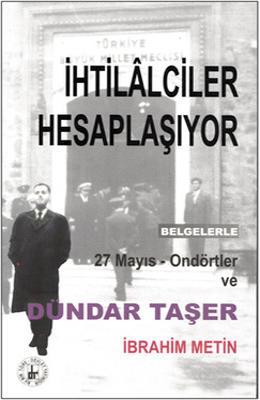 TÜRKİYE
BÜYÜK MİLLET MECLİSİ
İHTİLÂLCİLER
HESAPLAŞIYOR
BELGELERLE
27 Mayıs - Ondörtler
ve
DÜNDAR TAŞER
İBRAHİM METİN